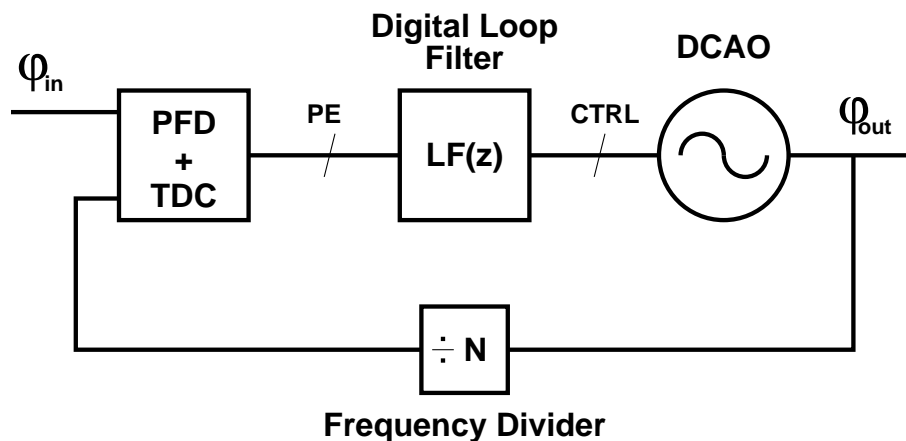 Digital Loop
Filter
DCAO
φin
PFD
+
TDC
PE
LF(z)
CTRL
φout
÷ N
Frequency Divider